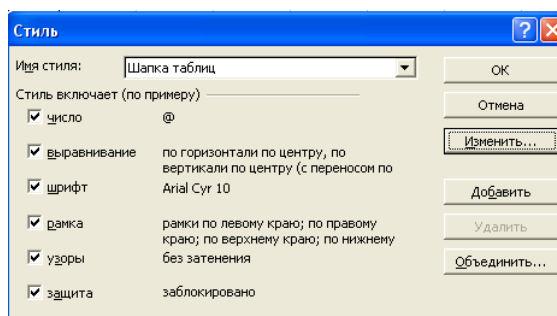 Стиль
Имя стиля: Шапка таблиц
ОК
Стиль включает (по примеру)
Отмена
число @
Изменить...
выравнивание по горизонтали по центру, по
вертикали по центру (с переносом по
шрифт Arial Cyr 10
Добавить
рамка рамки по левому краю; по правому
краю; по верхнему краю; по нижнему
Удалить
узоры без затенения
Объединить...
защита заблокировано